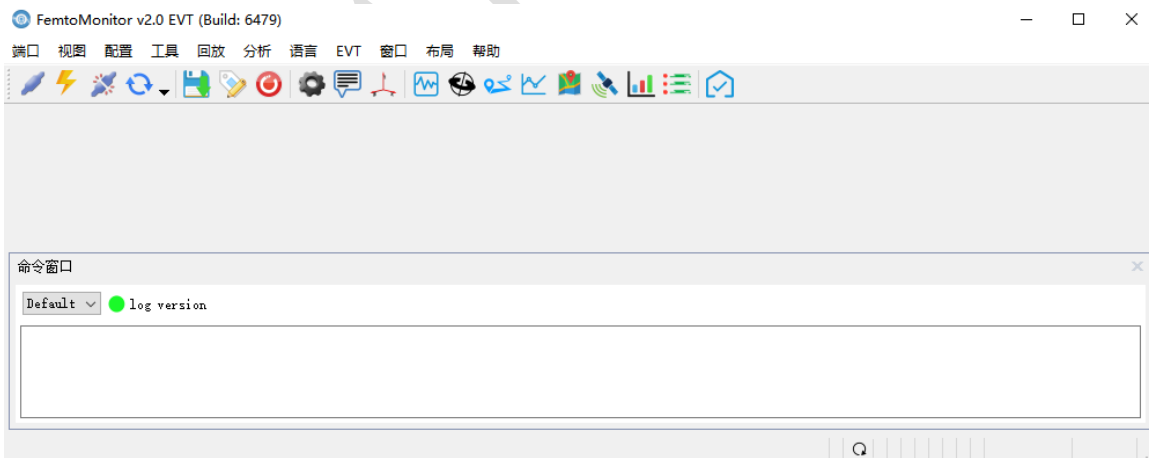 FemtoMonitor v2.0 EVT (Build: 6479)
端口 视图 配置 工具 回放 分析 语言 EVT 窗口 布局 帮助
命令窗口
Default log version